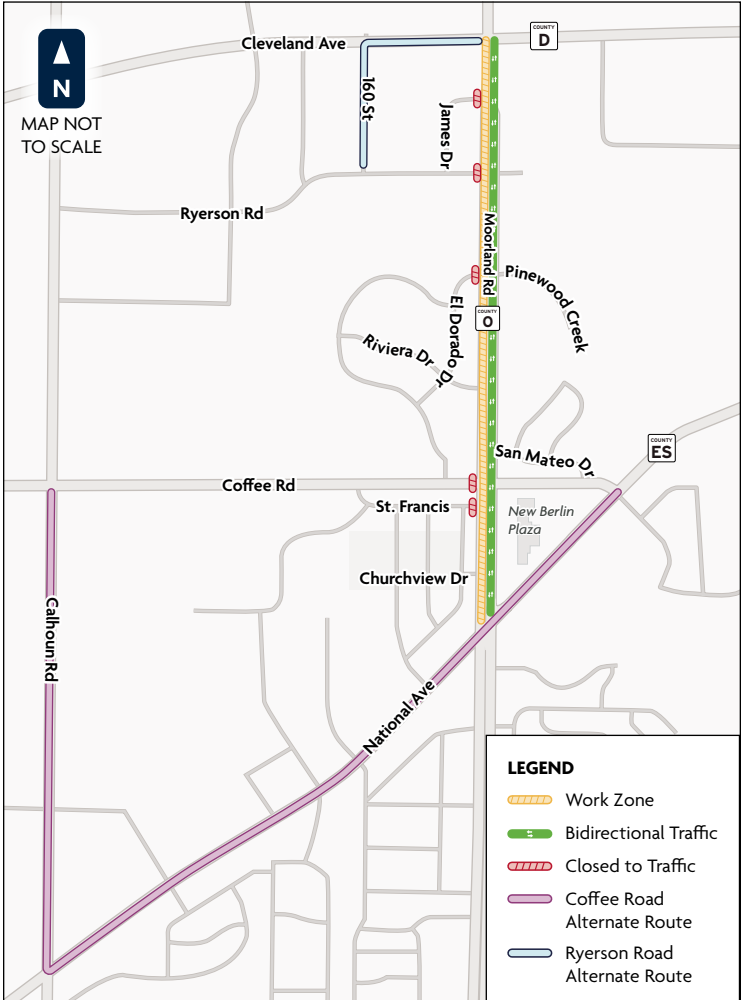 COUNTY
D
Cleveland Ave
N
MAP NOT
TO SCALE
160 St
James Dr
Ryerson Rd
Moorland Rd
Pinewood Creek
El Dorado Dr
COUNTY
O
Riviera Dr
COUNTY
ES
San Mateo Dr
Coffee Rd
St. Francis
New Berlin
Plaza
Churchview Dr
Calhoun Rd
National Ave
LEGEND
Work Zone
Bidirectional Traffic
Closed to Traffic
Coffee Road
Alternate Route
Ryerson Road
Alternate Route